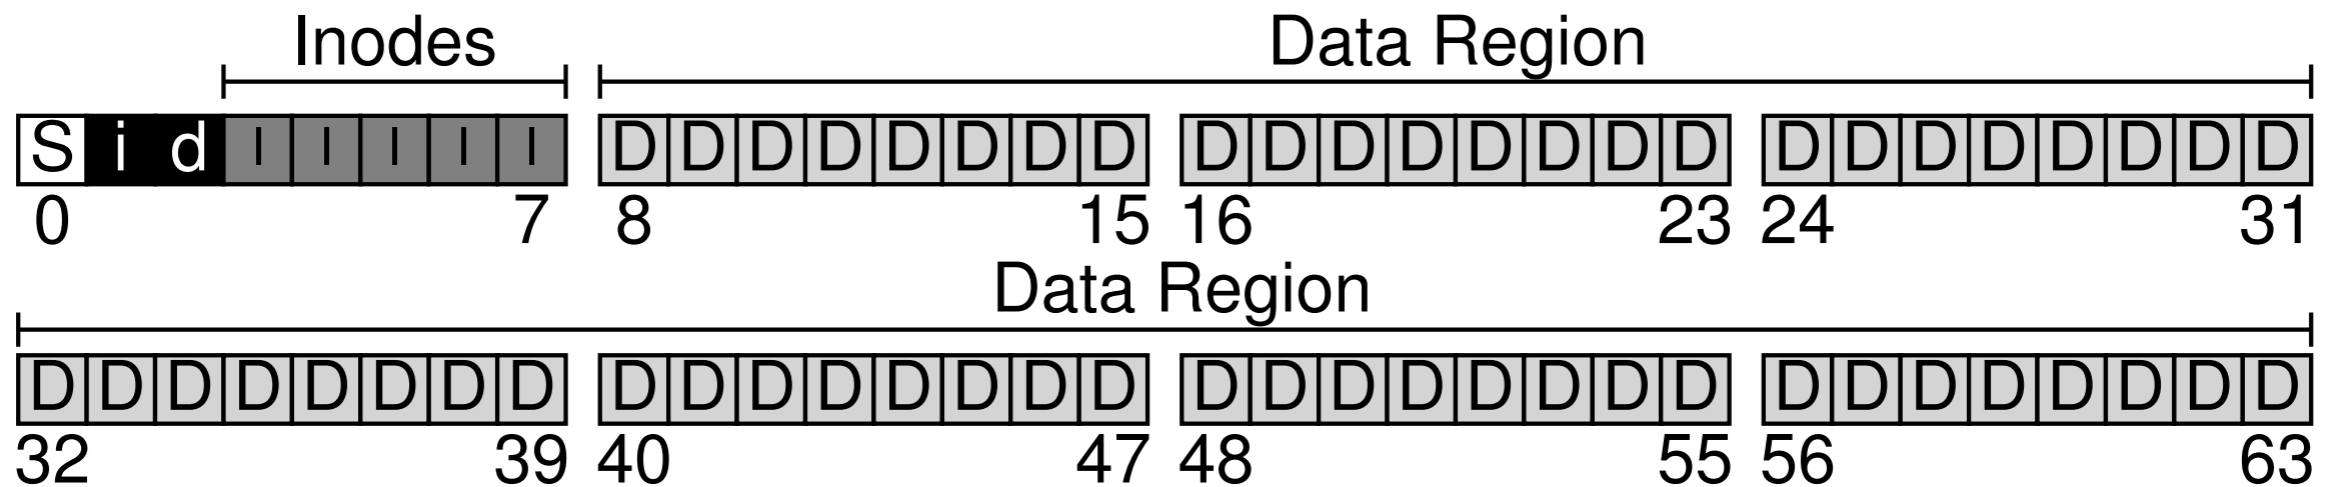 Inodes Data Region
S i d I I I I I D D D D D D D D D D D D D D D D D D D D D D D D
0 7 8 15 16 23 24 31
Data Region
D D D D D D D D D D D D D D D D D D D D D D D D D D D D D D D D
32 39 40 47 48 55 56 63